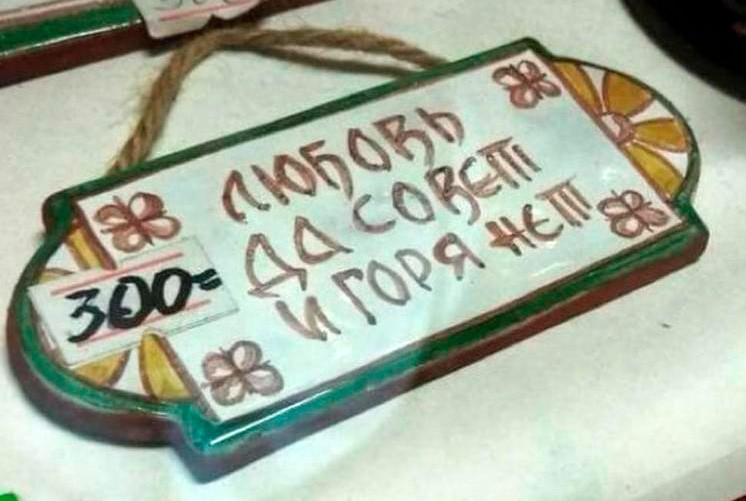 ЛЮБОВЬ
ДА СОВЕТ
И ГОРЯ НЕТ
300=